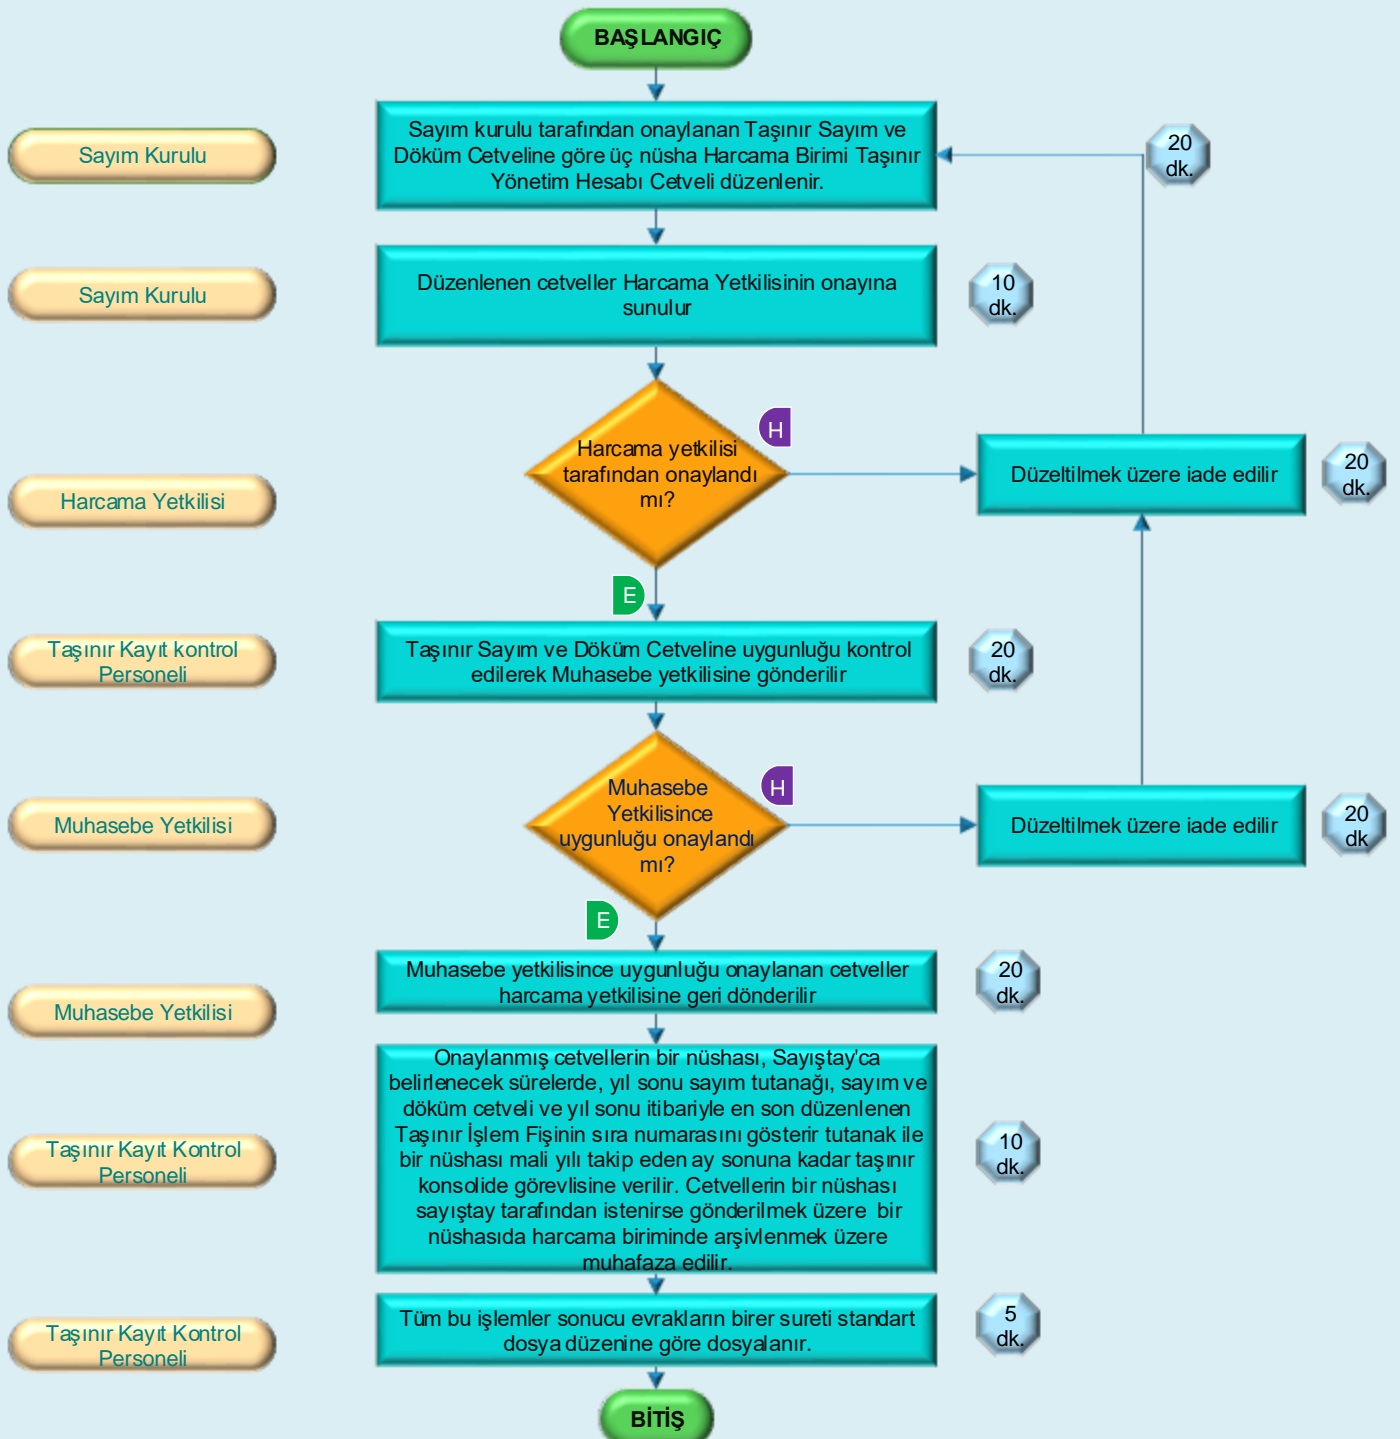 BAŞLANGIÇ
Sayım Kurulu
Sayım kurulu tarafından onaylanan Taşınır Sayım ve
Döküm Cetveline göre üç nüsha Harcama Birimi Taşınır
Yönetim Hesabı Cetveli düzenlenir.
20
dk.
Sayım Kurulu
Düzenlenen cetveller Harcama Yetkilisinin onayına
sunulur
10
dk.
Harcama Yetkilisi
Harcama yetkilisi
tarafından onaylandı
mı?
H
Düzeltilmek üzere iade edilir
20
dk.
E
Taşınır Kayıt kontrol
Personeli
Taşınır Sayım ve Döküm Cetveline uygunluğu kontrol
edilerek Muhasebe yetkilisine gönderilir
20
dk.
Muhasebe Yetkilisi
Muhasebe
Yetkilisince
uygunluğu onaylandı
mı?
H
Düzeltilmek üzere iade edilir
20
dk
E
Muhasebe Yetkilisi
Muhasebe yetkilisince uygunluğu onaylanan cetveller
harcama yetkilisine geri dönderilir
20
dk.
Taşınır Kayıt Kontrol
Personeli
Onaylanmış cetvellerin bir nüshası, Sayıştay'ca
belirlenecek sürelerde, yıl sonu sayım tutanağı, sayım ve
döküm cetveli ve yıl sonu itibariyle en son düzenlenen
Taşınır İşlem Fişinin sıra numarasını gösterir tutanak ile
bir nüshası mali yılı takip eden ay sonuna kadar taşınır
konsolide görevlisine verilir. Cetvellerin bir nüshası
sayıştay tarafından istenirse gönderilmek üzere  bir
nüshasıda harcama biriminde arşivlenmek üzere
muhafaza edilir.
10
dk.
Taşınır Kayıt Kontrol
Personeli
Tüm bu işlemler sonucu evrakların birer sureti standart
dosya düzenine göre dosyalanır.
5
dk.
BİTİŞ